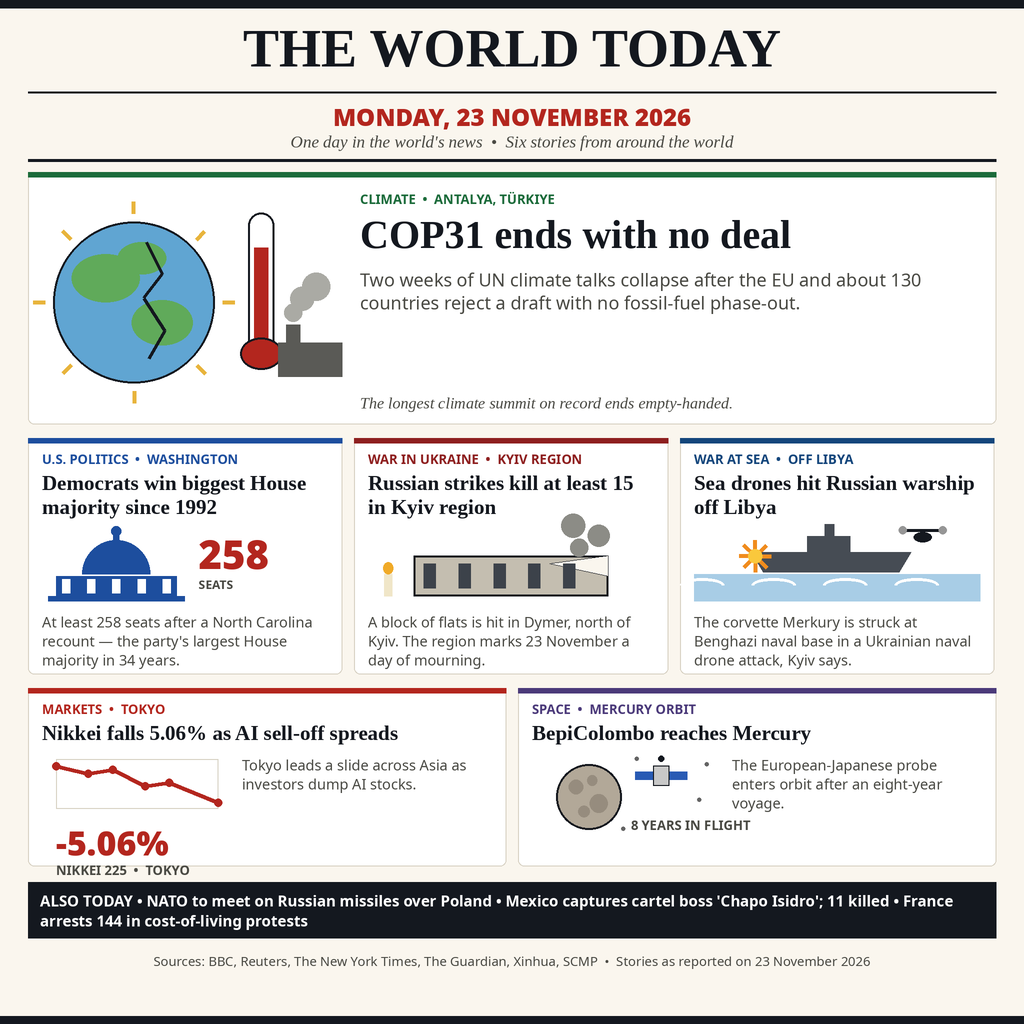 THE WORLD TODAY
MONDAY, 23 NOVEMBER 2026
One day in the world's news • Six stories from around the world
CLIMATE • ANTALYA, TÜRKIYE
COP31 ends with no deal
Two weeks of UN climate talks collapse after the EU and about 130
countries reject a draft with no fossil-fuel phase-out.
The longest climate summit on record ends empty-handed.
U.S. POLITICS • WASHINGTON
Democrats win biggest House
majority since 1992
258
SEATS
At least 258 seats after a North Carolina
recount — the party's largest House
majority in 34 years.
WAR IN UKRAINE • KYIV REGION
Russian strikes kill at least 15
in Kyiv region
A block of flats is hit in Dymer, north of
Kyiv. The region marks 23 November a
day of mourning.
WAR AT SEA • OFF LIBYA
Sea drones hit Russian warship
off Libya
The corvette Merkury is struck at
Benghazi naval base in a Ukrainian naval
drone attack, Kyiv says.
MARKETS • TOKYO
Nikkei falls 5.06% as AI sell-off spreads
Tokyo leads a slide across Asia as
investors dump AI stocks.
-5.06%
NIKKEI 225 • TOKYO
SPACE • MERCURY ORBIT
BepiColombo reaches Mercury
The European-Japanese probe
enters orbit after an eight-year
voyage.
8 YEARS IN FLIGHT
ALSO TODAY • NATO to meet on Russian missiles over Poland • Mexico captures cartel boss 'Chapo Isidro'; 11 killed • France
arrests 144 in cost-of-living protests
Sources: BBC, Reuters, The New York Times, The Guardian, Xinhua, SCMP • Stories as reported on 23 November 2026